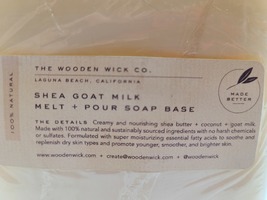 THE WOODEN WICK CO.
LAGUNA BEACH, CALIFORNIA
MADE
BETTER
100% NATURAL
SHEA GOAT MILK
MELT + POUR SOAP BASE
THE DETAILS Creamy and nourishing shea butter + coconut + goat milk.
Made with 100% natural and sustainably sourced ingredients with no harsh chemicals
or sulfates. Formulated with super moisturizing essential fatty acids to soothe and
replenish dry skin types and promote younger, smoother, and brighter skin.
www.woodenwick.com • create@woodenwick.co • @woodenwickco